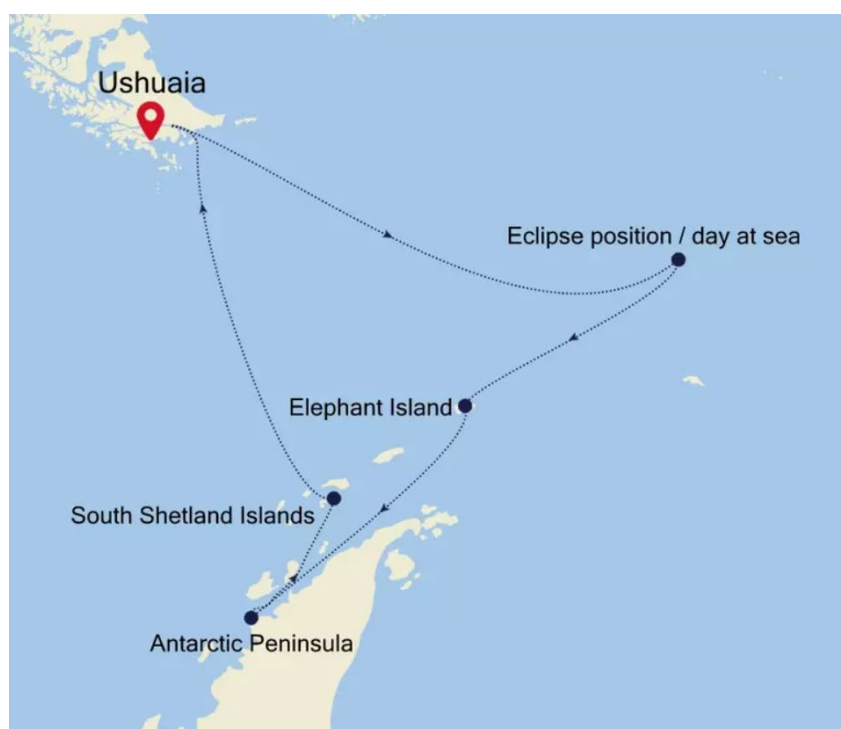 Ushuaia
Eclipse position / day at sea
Elephant Island
South Shetland Islands
Antarctic Peninsula